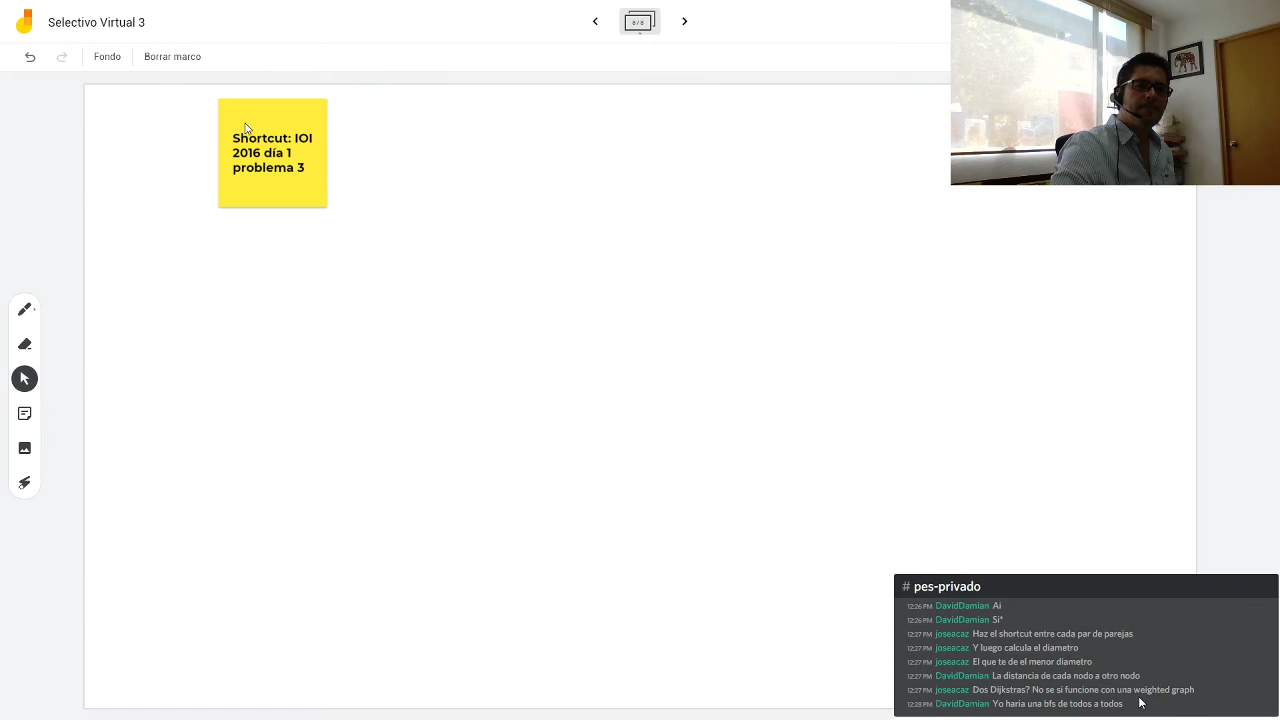 Selectivo Virtual 3
8 / 8
Fondo
Borrar marco
Shortcut: IOI
2016 día 1
problema 3
# pes-privado
12:26 PM DavidDamian Ai
12:26 PM DavidDamian Si*
12:27 PM joseacaz Haz el shortcut entre cada par de parejas
12:27 PM joseacaz Y luego calcula el diametro
12:27 PM joseacaz El que te de el menor diametro
12:27 PM DavidDamian La distancia de cada nodo a otro nodo
12:27 PM joseacaz Dos Dijkstras? No se si funcione con una weighted graph
12:28 PM DavidDamian Yo haria una bfs de todos a todos